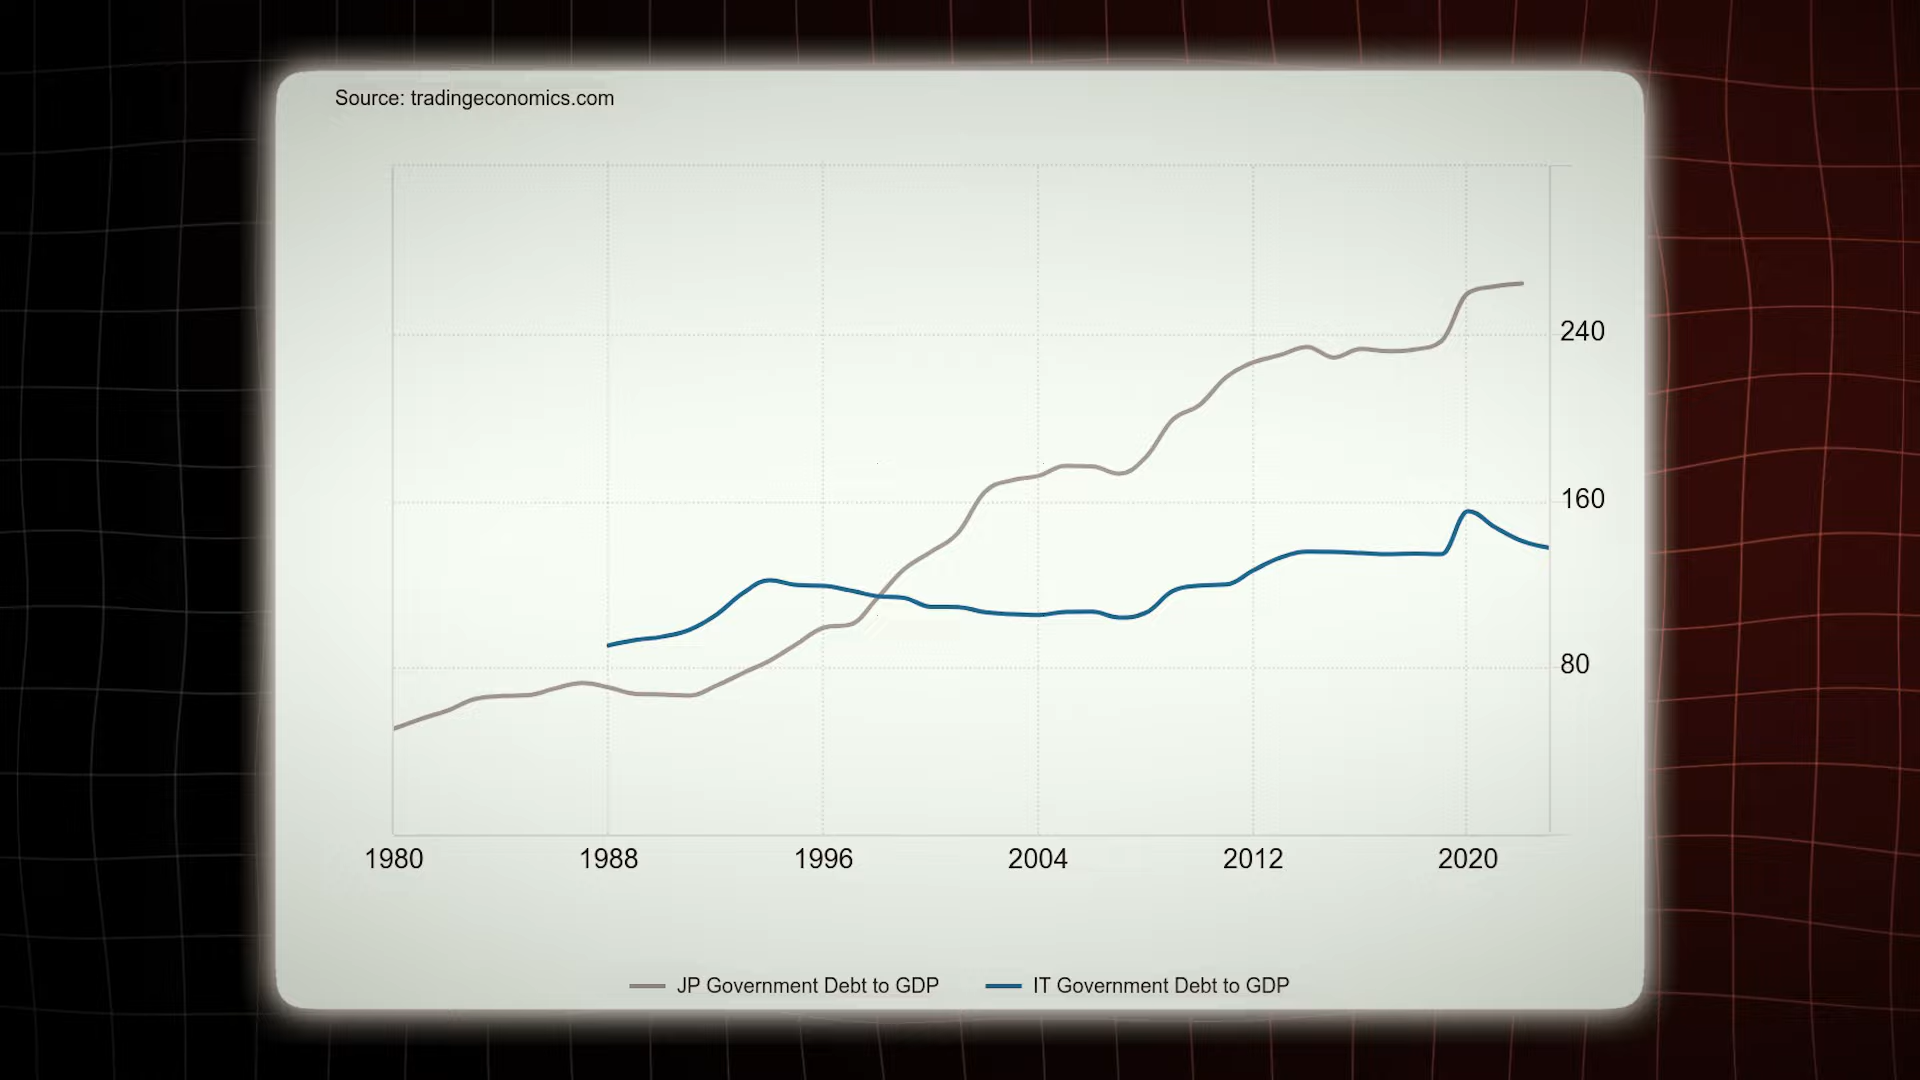 Source: tradingeconomics.com
240
160
80
1980 1988 1996 2004 2012 2020
JP Government Debt to GDP IT Government Debt to GDP